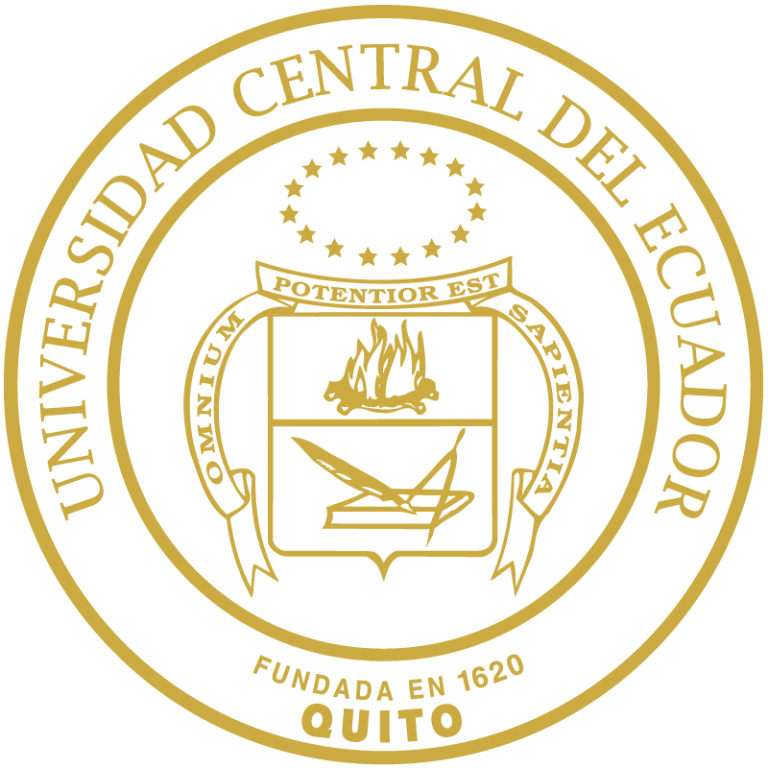 UNIVERSIDAD CENTRAL DEL ECUADOR
OMNIUM POTENTIOR EST SAPIENTIA
FUNDADA EN 1620
QUITO